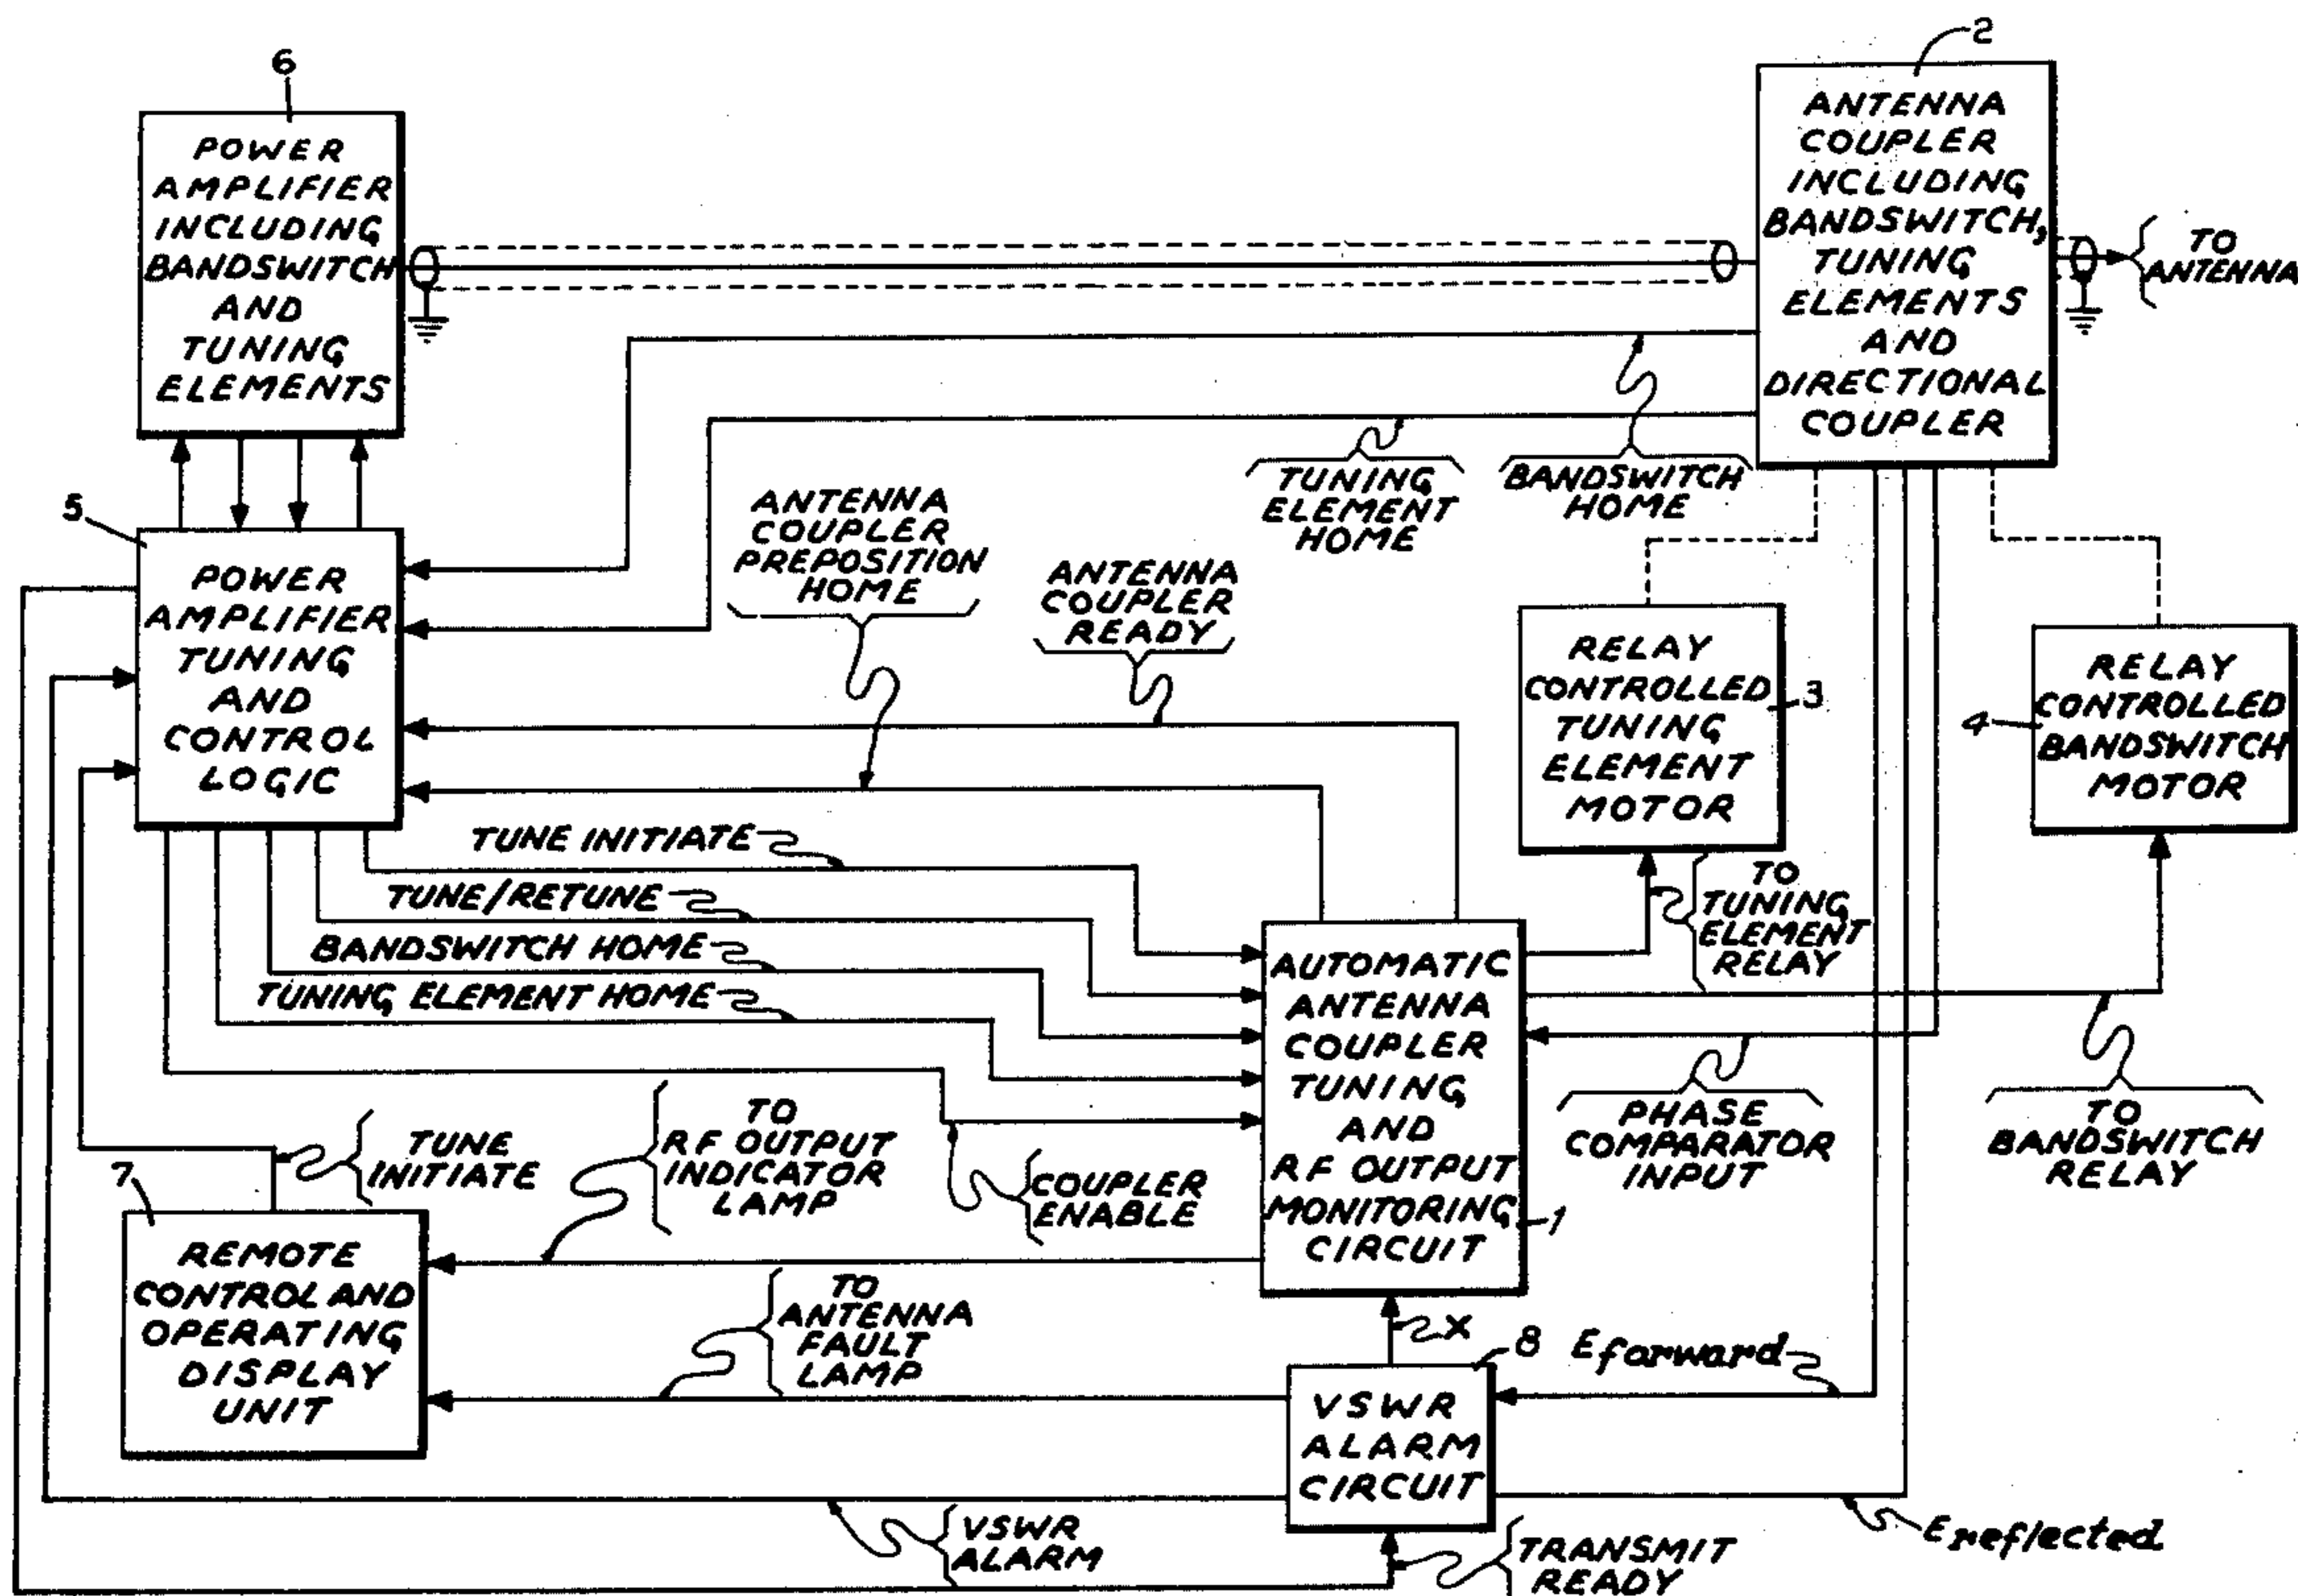 6
POWER
AMPLIFIER
INCLUDING
BANDSWITCH
AND
TUNING
ELEMENTS
2
ANTENNA
COUPLER
INCLUDING
BANDSWITCH,
TUNING
ELEMENTS
AND
DIRECTIONAL
COUPLER
TO
ANTENNA
TUNING
ELEMENT
HOME
BANDSWITCH
HOME
5
POWER
AMPLIFIER
TUNING
AND
CONTROL
LOGIC
ANTENNA
COUPLER
PREPOSITION
HOME
ANTENNA
COUPLER
READY
RELAY
CONTROLLED
TUNING
ELEMENT
MOTOR
3
4
RELAY
CONTROLLED
BANDSWITCH
MOTOR
TUNE INITIATE
TUNE/RETUNE
BANDSWITCH HOME
TUNING ELEMENT HOME
TO
TUNING
ELEMENT
RELAY
AUTOMATIC
ANTENNA
COUPLER
TUNING
AND
RF OUTPUT
MONITORING
CIRCUIT
1
PHASE
COMPARATOR
INPUT
TO
BANDSWITCH
RELAY
TUNE
INITIATE
TO
RF OUTPUT
INDICATOR
LAMP
COUPLER
ENABLE
7
REMOTE
CONTROL AND
OPERATING
DISPLAY
UNIT
TO
ANTENNA
FAULT
LAMP
X
8
Eforward
VSWR
ALARM
CIRCUIT
VSWR
ALARM
Ereflected
TRANSMIT
READY